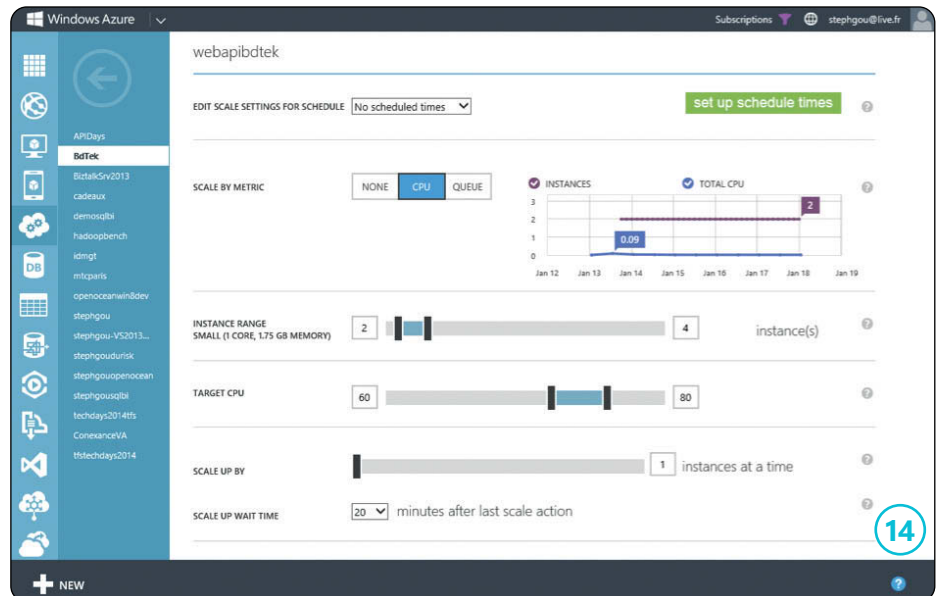 Windows Azure
Subscriptions
stephgou@live.fr
APIDays
BdTek
BiztalkSrv2013
cadeaux
demosqlbi
hadoopbench
idmgt
mtcparis
openoceanwin8dev
stephgou
stephgou-VS2013...
stephgoudurisk
stephgouopenocean
stephgousqlbi
techdays2014tfs
ConexanceVA
tfstechdays2014
DB
webapibdtek
EDIT SCALE SETTINGS FOR SCHEDULE No scheduled times
set up schedule times
SCALE BY METRIC
NONE CPU QUEUE
INSTANCES TOTAL CPU
3
2
1
0
2
0.09
Jan 12 Jan 13 Jan 14 Jan 15 Jan 16 Jan 17 Jan 18 Jan 19
INSTANCE RANGE
SMALL (1 CORE, 1.75 GB MEMORY)
2 4 instance(s)
TARGET CPU
60 80
SCALE UP BY
1 instances at a time
SCALE UP WAIT TIME
20 minutes after last scale action
14
NEW